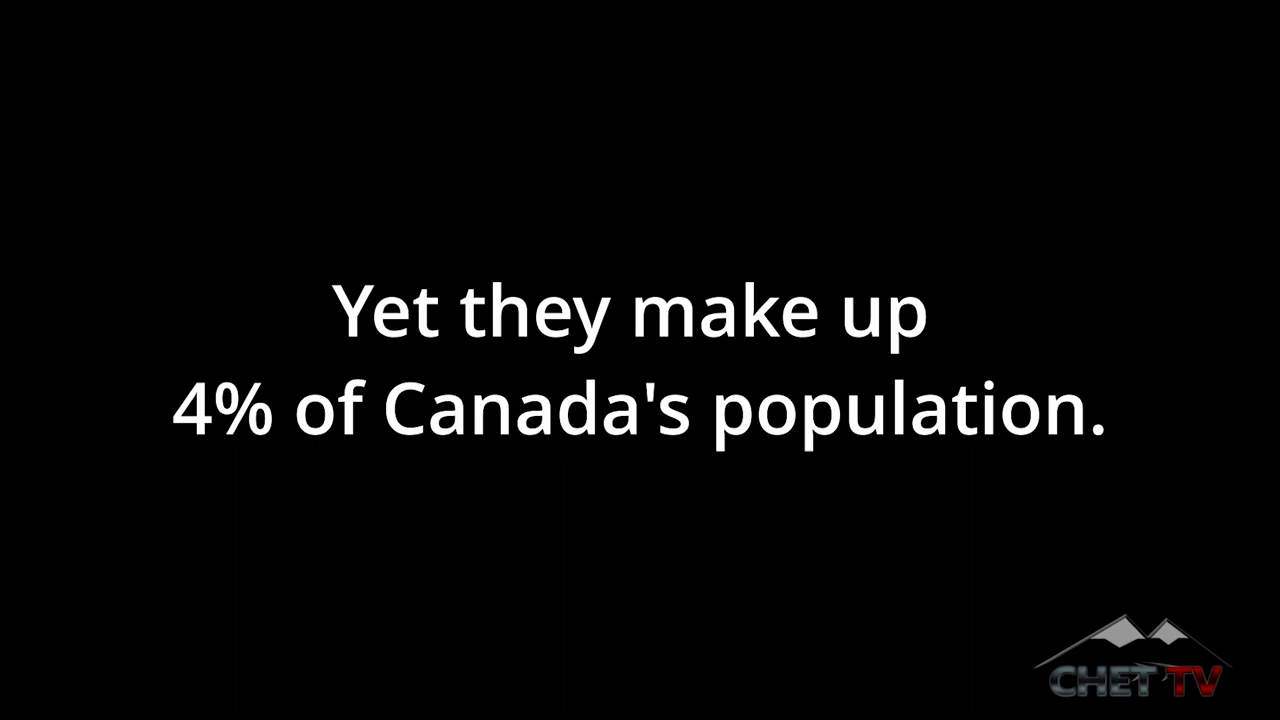 Yet they make up
4% of Canada's population.
CHET TV